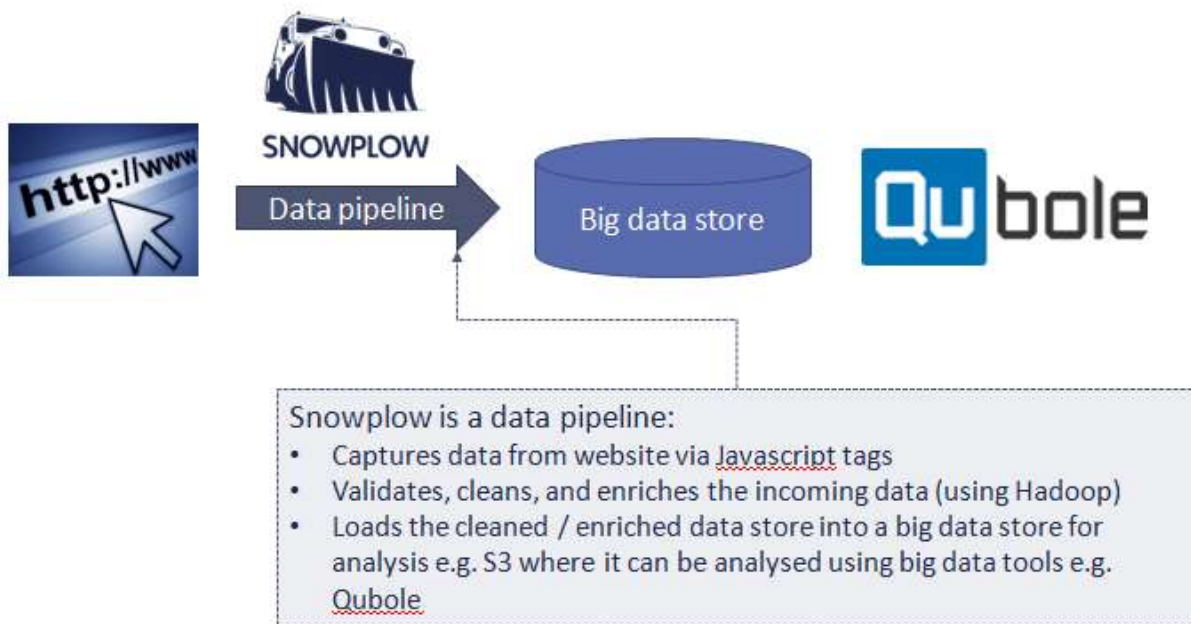 SNOWPLOW
http://www
Data pipeline
Big data store
Qubole
Snowplow is a data pipeline:
• Captures data from website via Javascript tags
• Validates, cleans, and enriches the incoming data (using Hadoop)
• Loads the cleaned / enriched data store into a big data store for
analysis e.g. S3 where it can be analysed using big data tools e.g.
Qubole